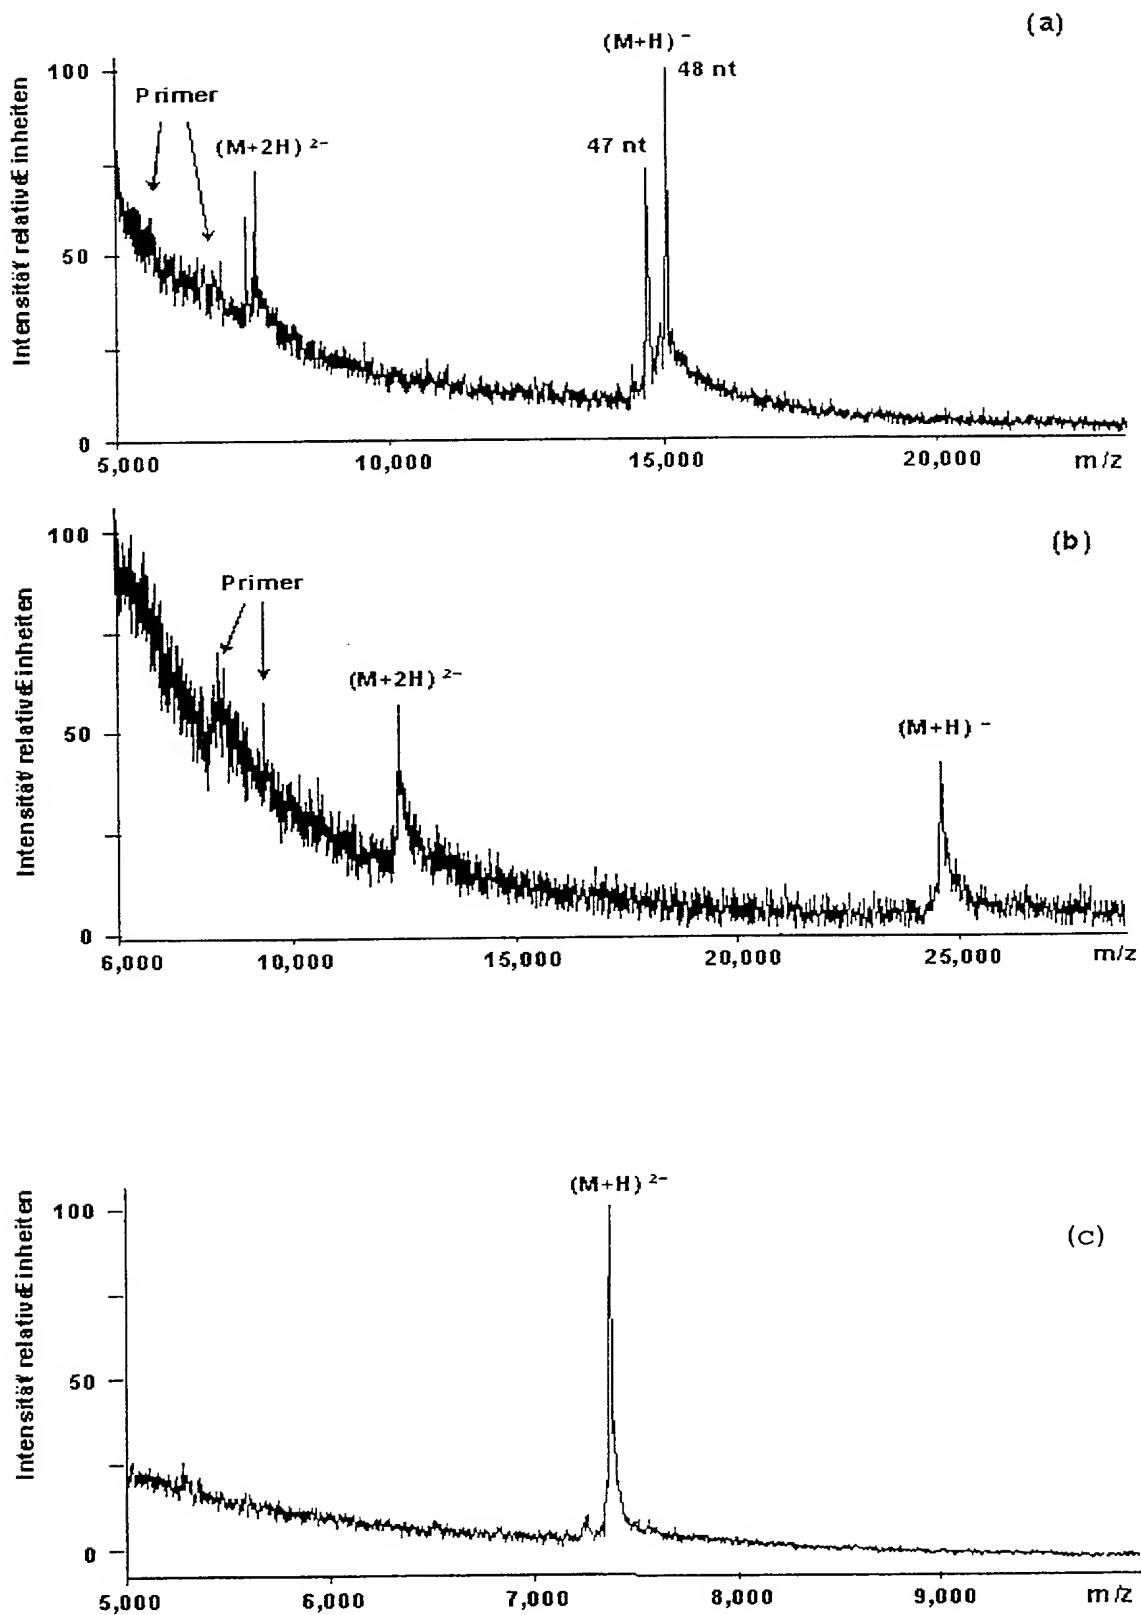 (a)
(M+H) –
100
48 nt
Primer
(M+2H) 2–
47 nt
50
0
Intensität/ relative Einheiten
5,000 10,000 15,000 20,000 m/z
100
(b)
Primer
(M+2H) 2–
(M+H) –
50
0
Intensität/ relative Einheiten
6,000 10,000 15,000 20,000 25,000 m/z
(M+H) 2–
100
(c)
50
0
Intensität/ relative Einheiten
5,000 6,000 7,000 8,000 9,000 m/z